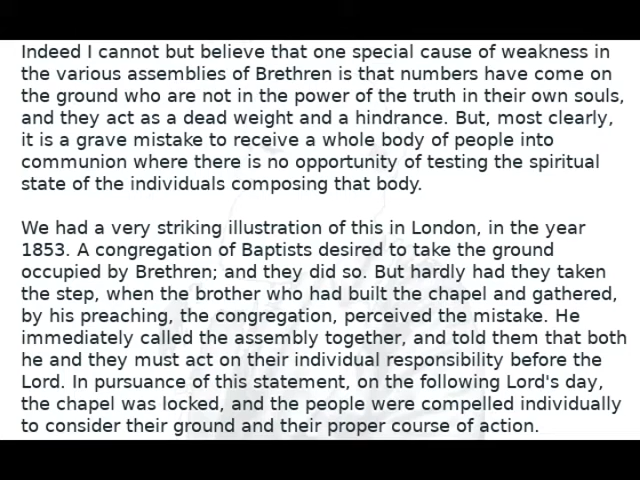 Indeed I cannot but believe that one special cause of weakness in
the various assemblies of Brethren is that numbers have come on
the ground who are not in the power of the truth in their own souls,
and they act as a dead weight and a hindrance. But, most clearly,
it is a grave mistake to receive a whole body of people into
communion where there is no opportunity of testing the spiritual
state of the individuals composing that body.
We had a very striking illustration of this in London, in the year
1853. A congregation of Baptists desired to take the ground
occupied by Brethren; and they did so. But hardly had they taken
the step, when the brother who had built the chapel and gathered,
by his preaching, the congregation, perceived the mistake. He
immediately called the assembly together, and told them that both
he and they must act on their individual responsibility before the
Lord. In pursuance of this statement, on the following Lord's day,
the chapel was locked, and the people were compelled individually
to consider their ground and their proper course of action.